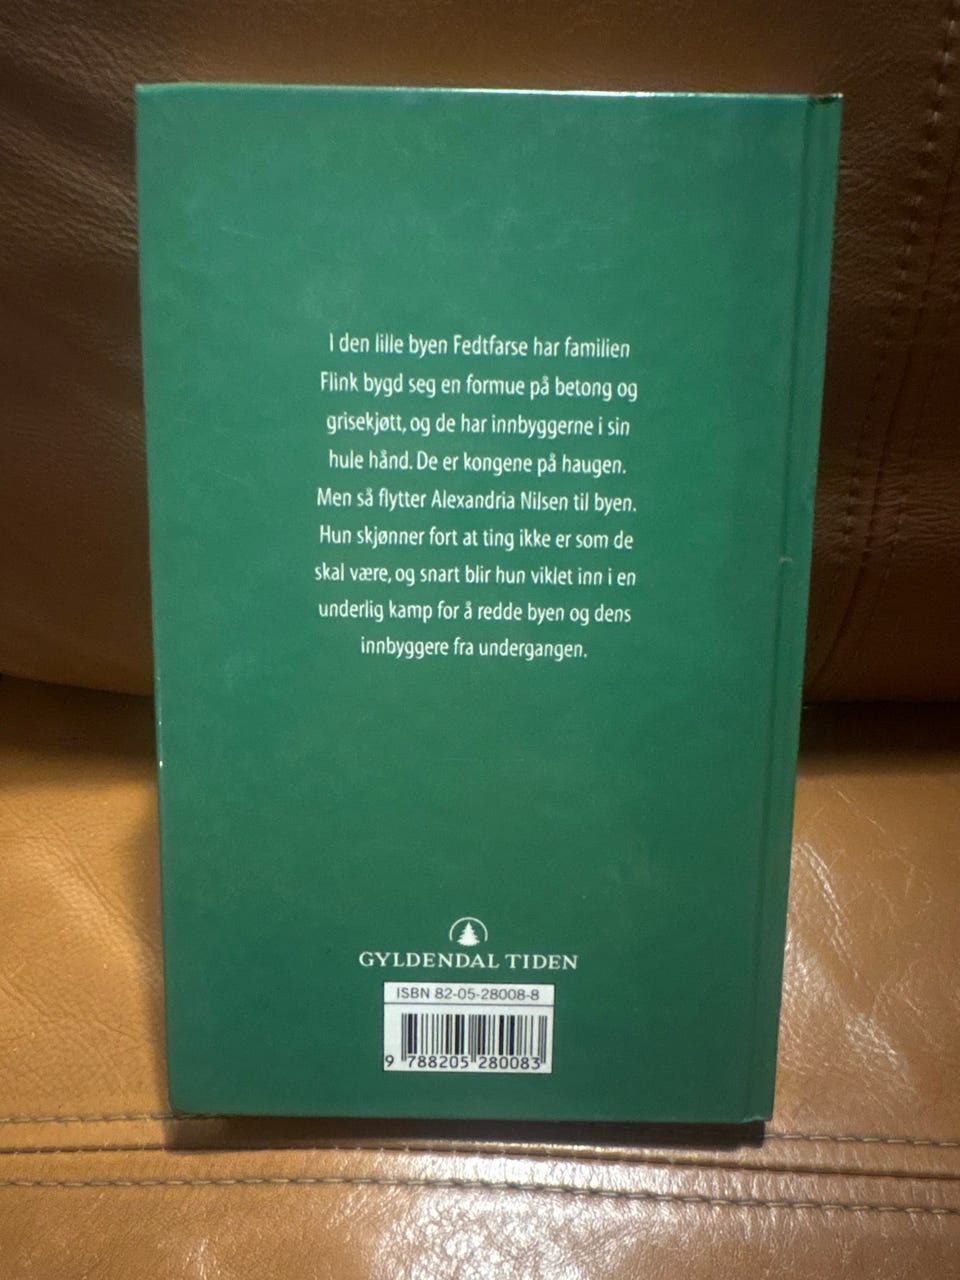 I den lille byen Fedtfarse har familien
Flink bygd seg en formue på betong og
grisekjøtt, og de har innbyggerne i sin
hule hånd. De er kongene på haugen.
Men så flytter Alexandria Nilsen til byen.
Hun skjønner fort at ting ikke er som de
skal være, og snart blir hun viklet inn i en
underlig kamp for å redde byen og dens
innbyggere fra undergangen.
GYLDENDAL TIDEN
ISBN 82-05-28008-8
9 788205 280083